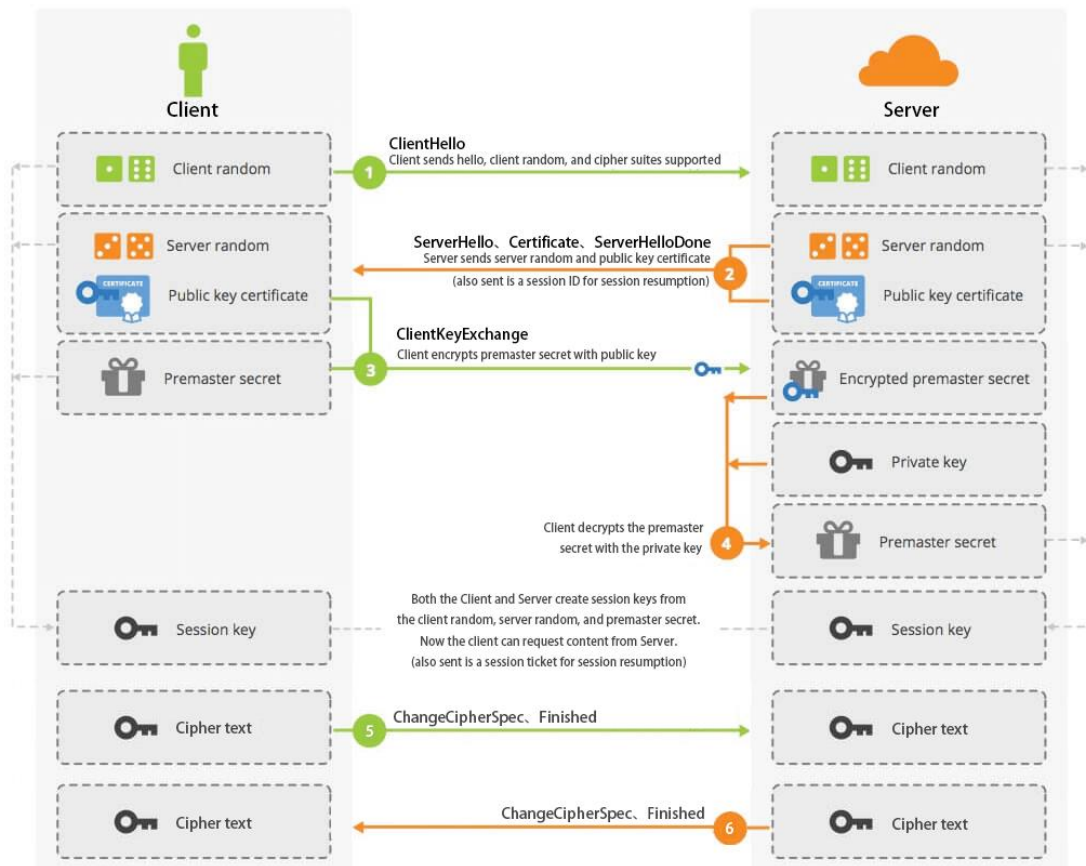 Client
Server
ClientHello
Client sends hello, client random, and cipher suites supported
Client random
1
Client random
ServerHello、Certificate、ServerHelloDone
Server sends server random and public key certificate
(also sent is a session ID for session resumption)
Server random
2
Server random
CERTIFICATE
Public key certificate
CERTIFICATE
Public key certificate
ClientKeyExchange
Client encrypts premaster secret with public key
Premaster secret
3
Encrypted premaster secret
Private key
Client decrypts the premaster
secret with the private key
4
Premaster secret
Both the Client and Server create session keys from
the client random, server random, and premaster secret.
Now the client can request content from Server.
(also sent is a session ticket for session resumption)
Session key
Session key
ChangeCipherSpec、Finished
Cipher text
5
Cipher text
ChangeCipherSpec、Finished
Cipher text
6
Cipher text